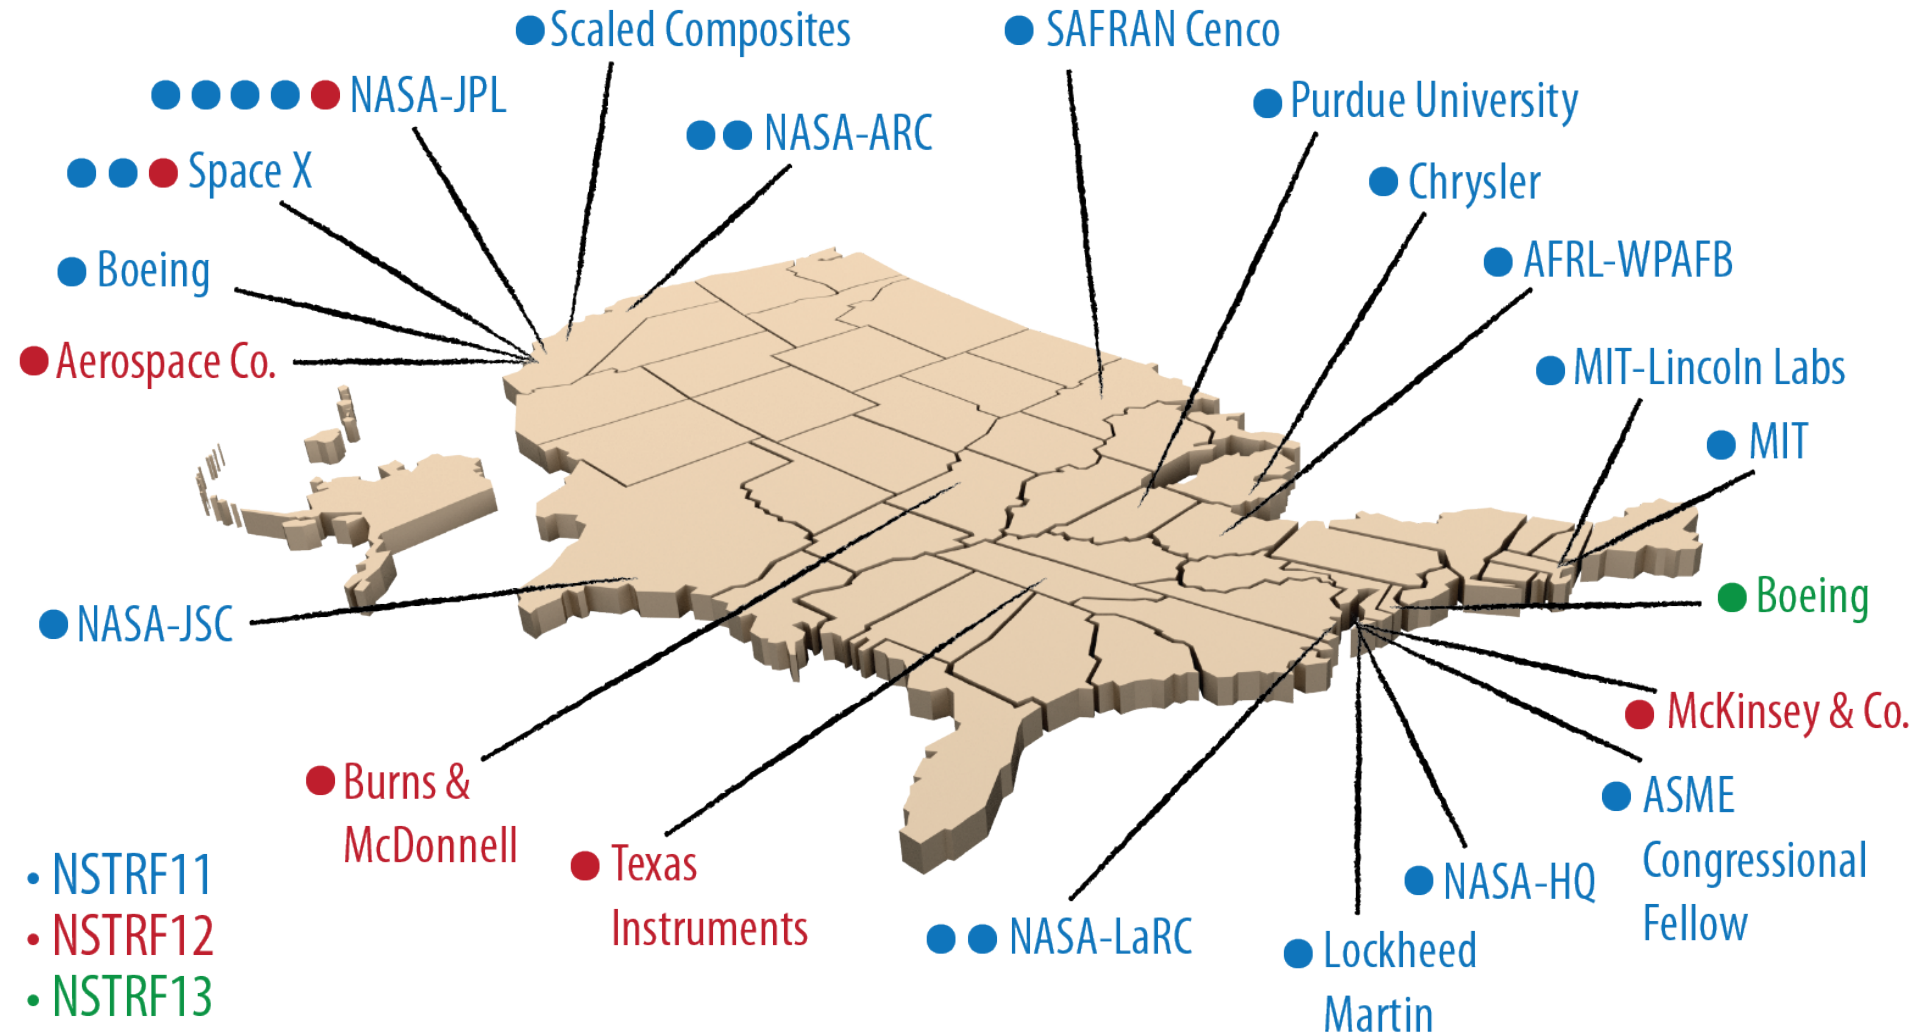 Scaled Composites
SAFRAN Cenco
NASA-JPL
Purdue University
NASA-ARC
Space X
Chrysler
AFRL-WPAFB
Boeing
Aerospace Co.
MIT-Lincoln Labs
MIT
Boeing
NASA-JSC
McKinsey & Co.
Burns &
McDonnell
ASME
Congressional
Fellow
Texas
Instruments
NASA-HQ
NASA-LaRC
Lockheed
Martin
• NSTRF11
• NSTRF12
• NSTRF13